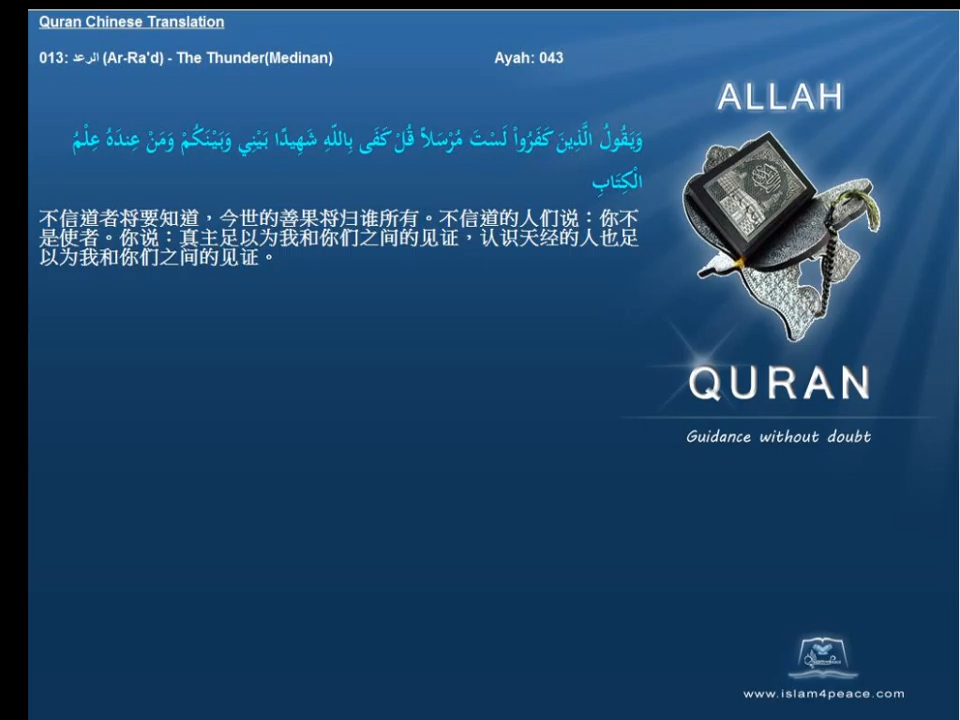 Quran Chinese Translation
013: الرعد (Ar-Ra'd) - The Thunder(Medinan) Ayah: 043
وَيَقُولُ الَّذِينَ كَفَرُواْ لَسْتَ مُرْسَلاً قُلْ كَفَى بِاللّهِ شَهِيدًا بَيْنِي وَبَيْنَكُمْ وَمَنْ عِندَهُ عِلْمُ
الْكِتَابِ
不信道者将要知道，今世的善果将归谁所有。不信道的人们说：你不
是使者。你说：真主足以为我和你们之间的见证，认识天经的人也足
以为我和你们之间的见证。
ALLAH
QURAN
Guidance without doubt
www.islam4peace.com